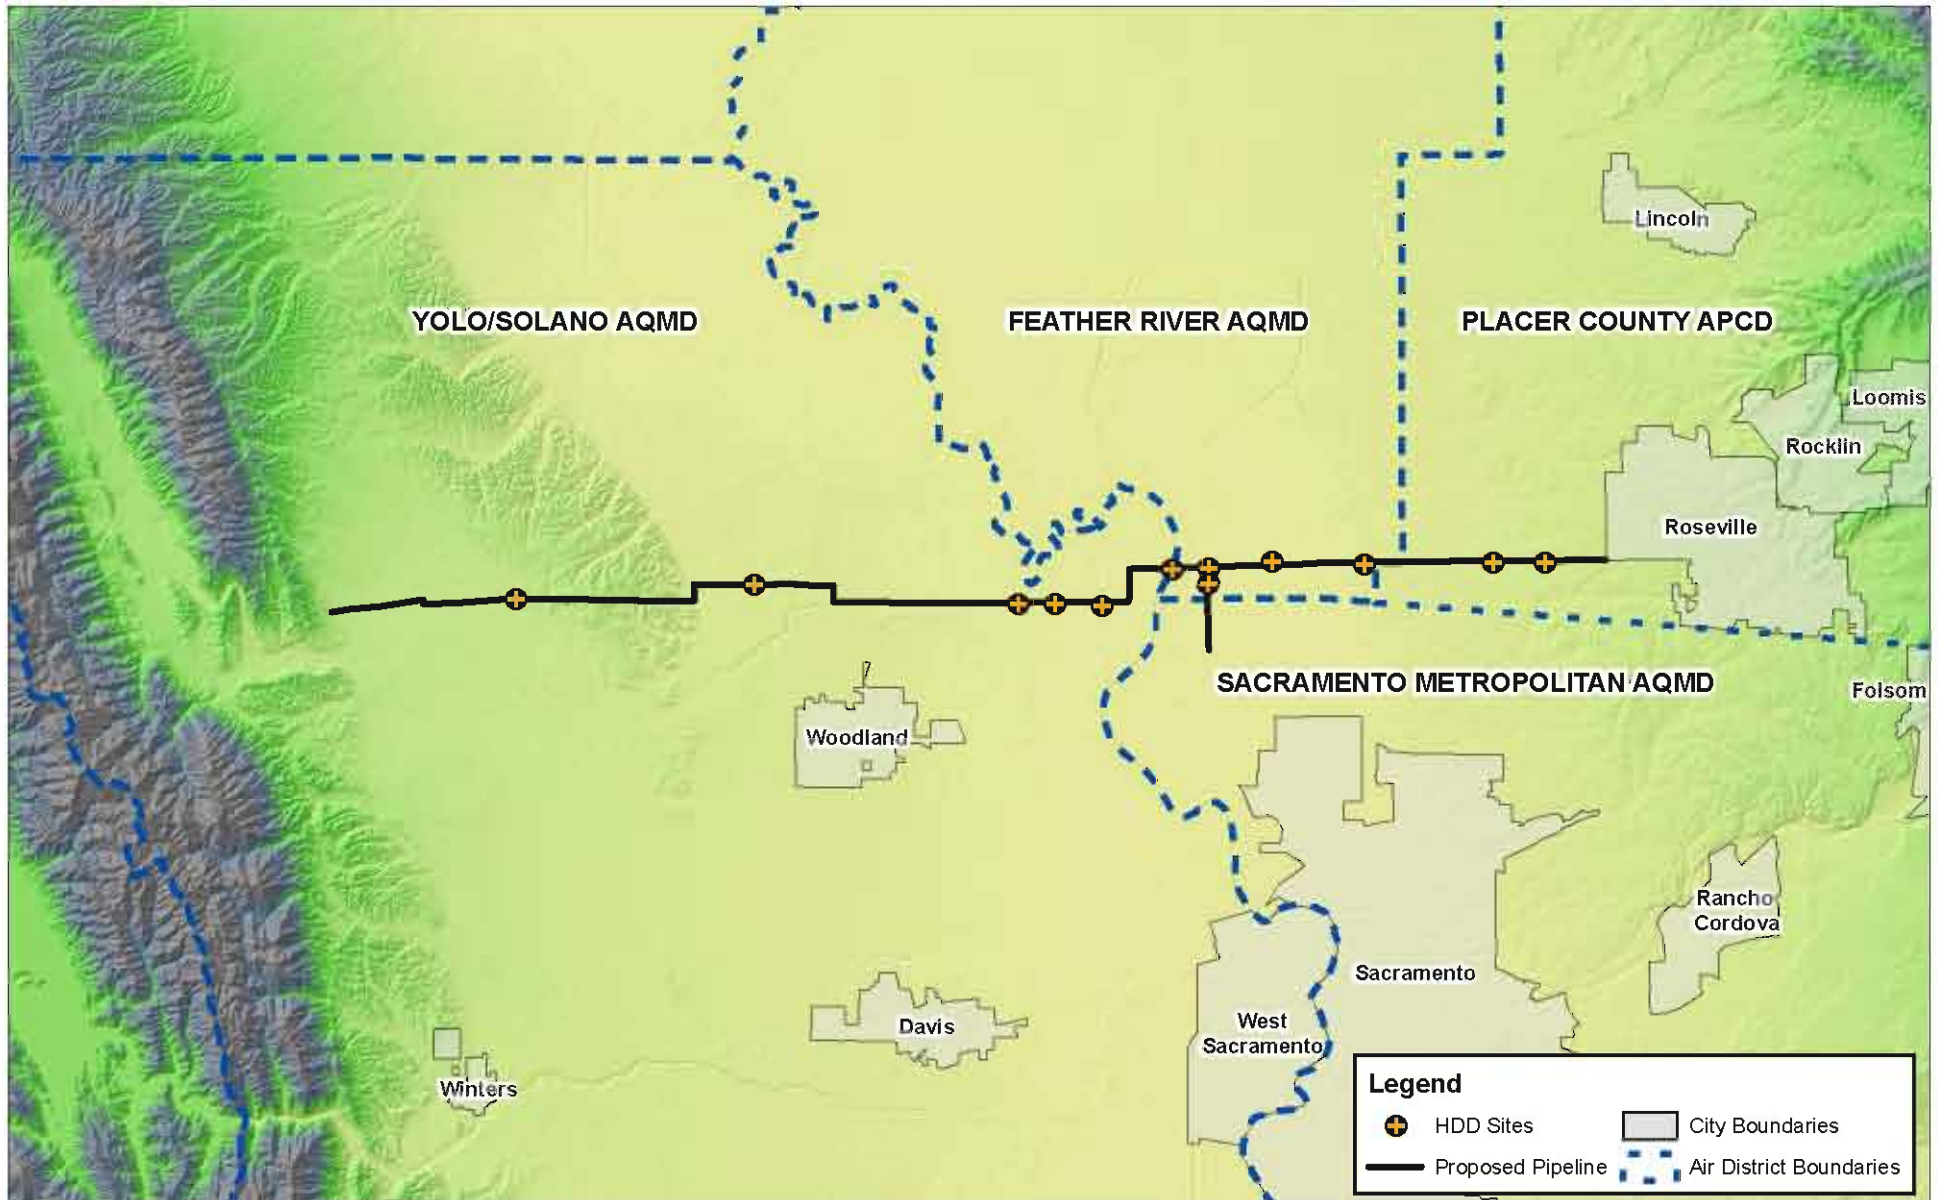 Lincoln
YOLO/SOLANO AQMD
FEATHER RIVER AQMD
PLACER COUNTY APCD
Loomis
Rocklin
Roseville
SACRAMENTO METROPOLITAN AQMD
Folsom
Woodland
Rancho
Cordova
Sacramento
West
Sacramento
Davis
Winters
Legend
HDD Sites
City Boundaries
Proposed Pipeline
Air District Boundaries